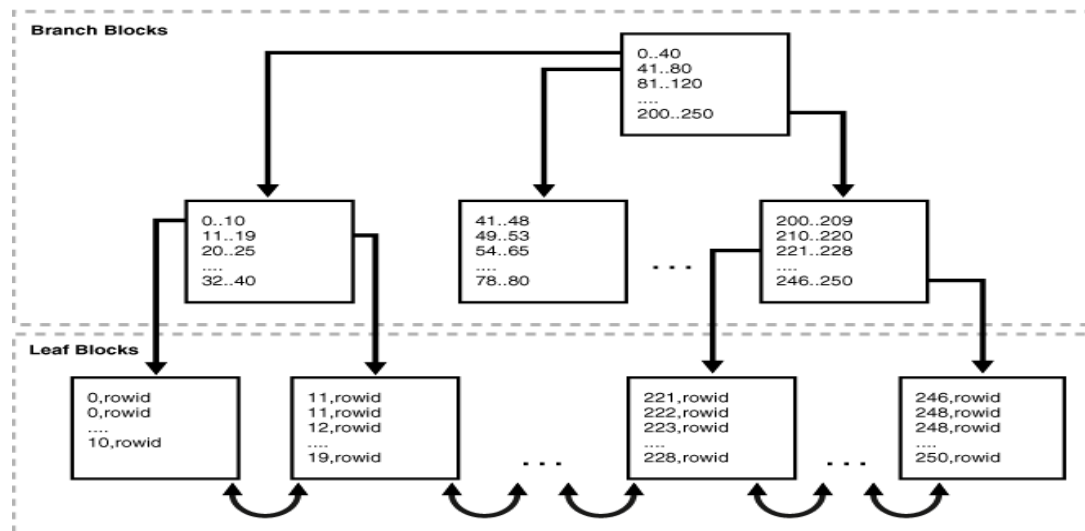 Branch Blocks
0..40
41..80
81..120
....
200..250
0..10
11..19
20..25
....
32..40
41..48
49..53
54..65
....
78..80
...
200..209
210..220
221..228
....
246..250
Leaf Blocks
0,rowid
0,rowid
....
10,rowid
11,rowid
11,rowid
12,rowid
....
19,rowid
...
221,rowid
222,rowid
223,rowid
....
228,rowid
...
246,rowid
248,rowid
248,rowid
....
250,rowid